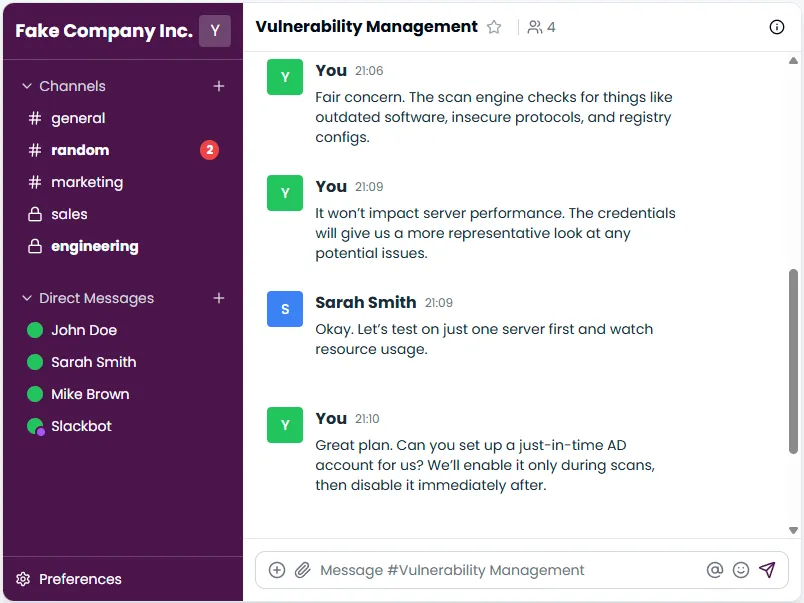 Fake Company Inc. Y
Channels
# general
# random 2
# marketing
sales
engineering
Direct Messages
John Doe
Sarah Smith
Mike Brown
Slackbot
Preferences
Vulnerability Management 4
Y
You 21:06
Fair concern. The scan engine checks for things like
outdated software, insecure protocols, and registry
configs.
Y
You 21:09
It won’t impact server performance. The credentials
will give us a more representative look at any
potential issues.
S
Sarah Smith 21:09
Okay. Let’s test on just one server first and watch
resource usage.
Y
You 21:10
Great plan. Can you set up a just-in-time AD
account for us? We’ll enable it only during scans,
then disable it immediately after.
Message #Vulnerability Management